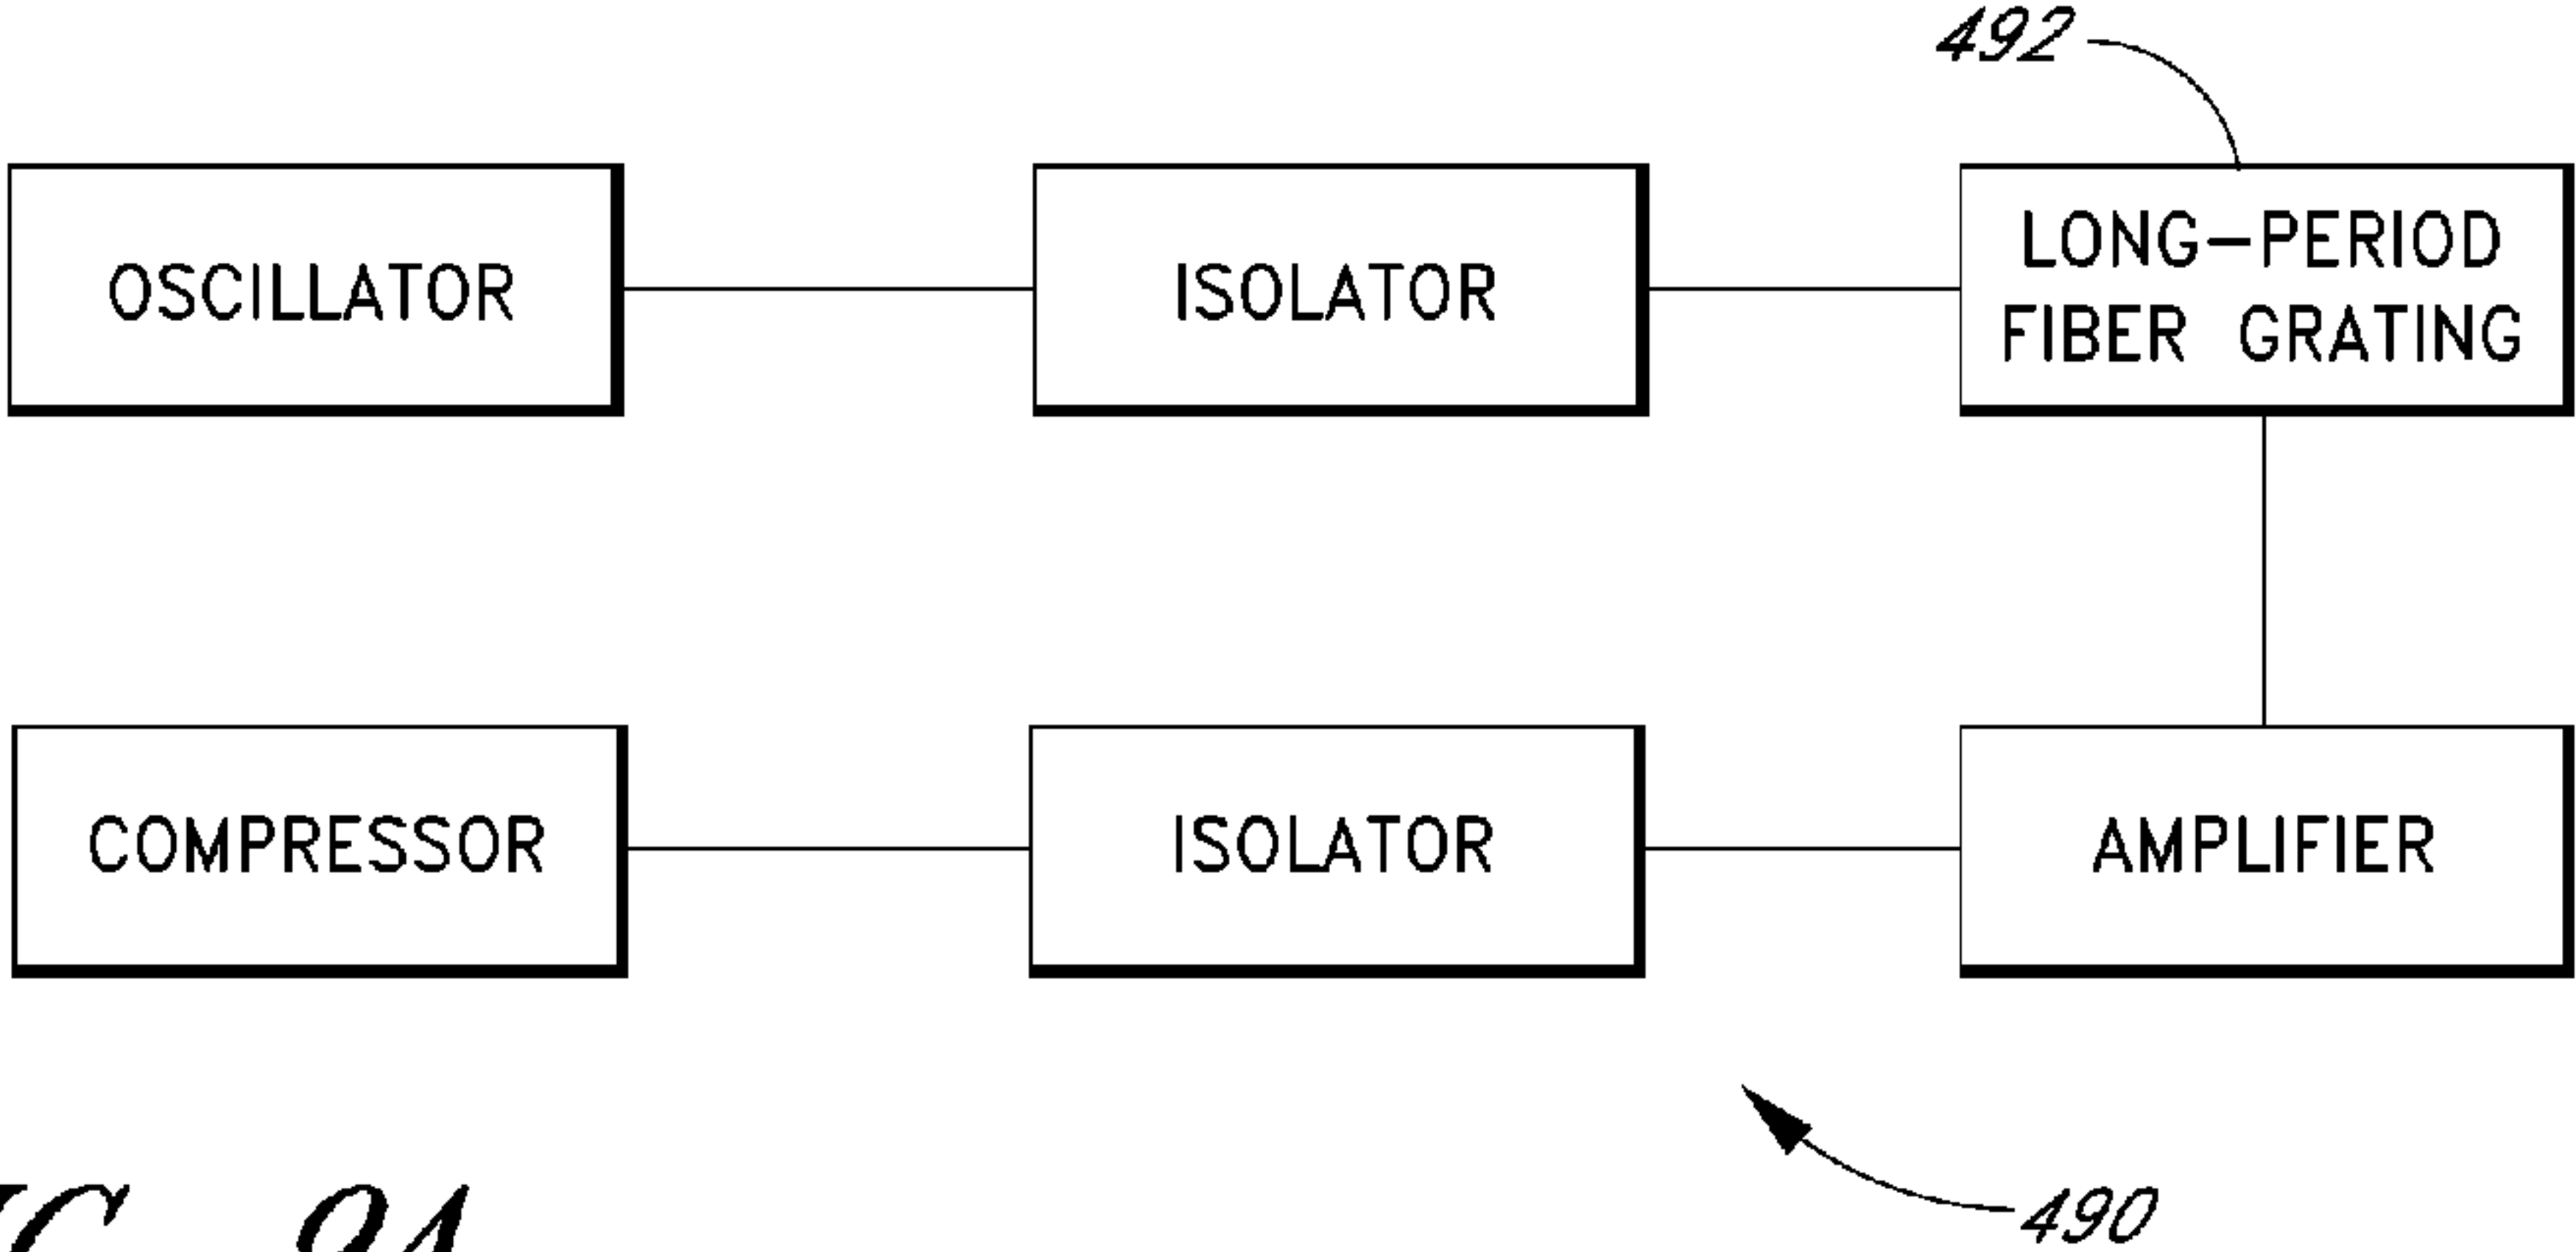 492
OSCILLATOR
ISOLATOR
LONG-PERIOD
FIBER GRATING
COMPRESSOR
ISOLATOR
AMPLIFIER
490